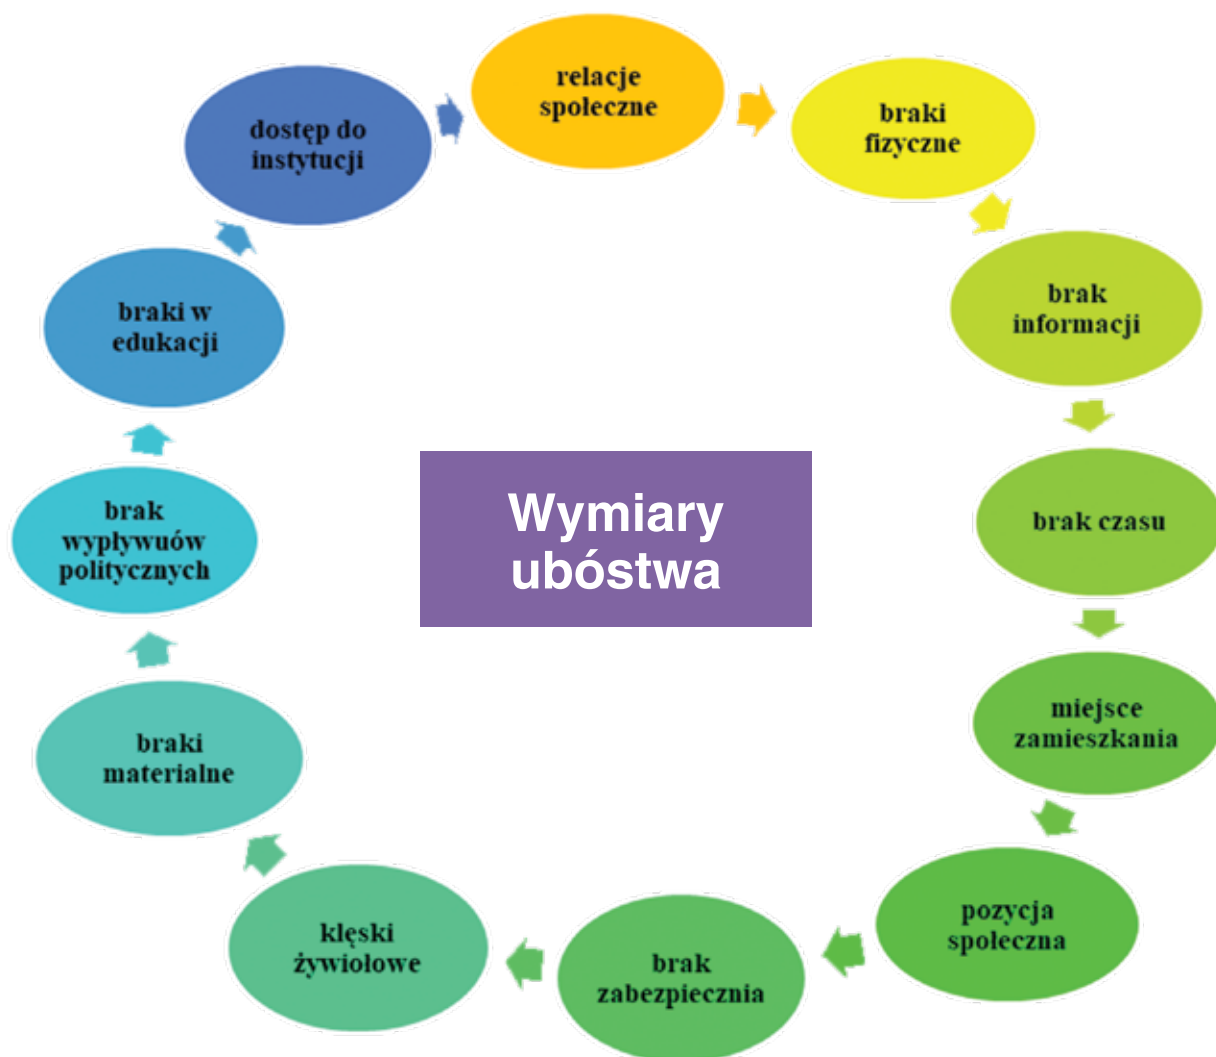 relacje
społeczne
braki
fizyczne
brak
informacji
brak czasu
miejsce
zamieszkania
pozycja
społeczna
brak
zabezpiecznia
klęski
żywiołowe
braki
materialne
brak
wypływuów
politycznych
braki w
edukacji
dostęp do
instytucji
Wymiary
ubóstwa